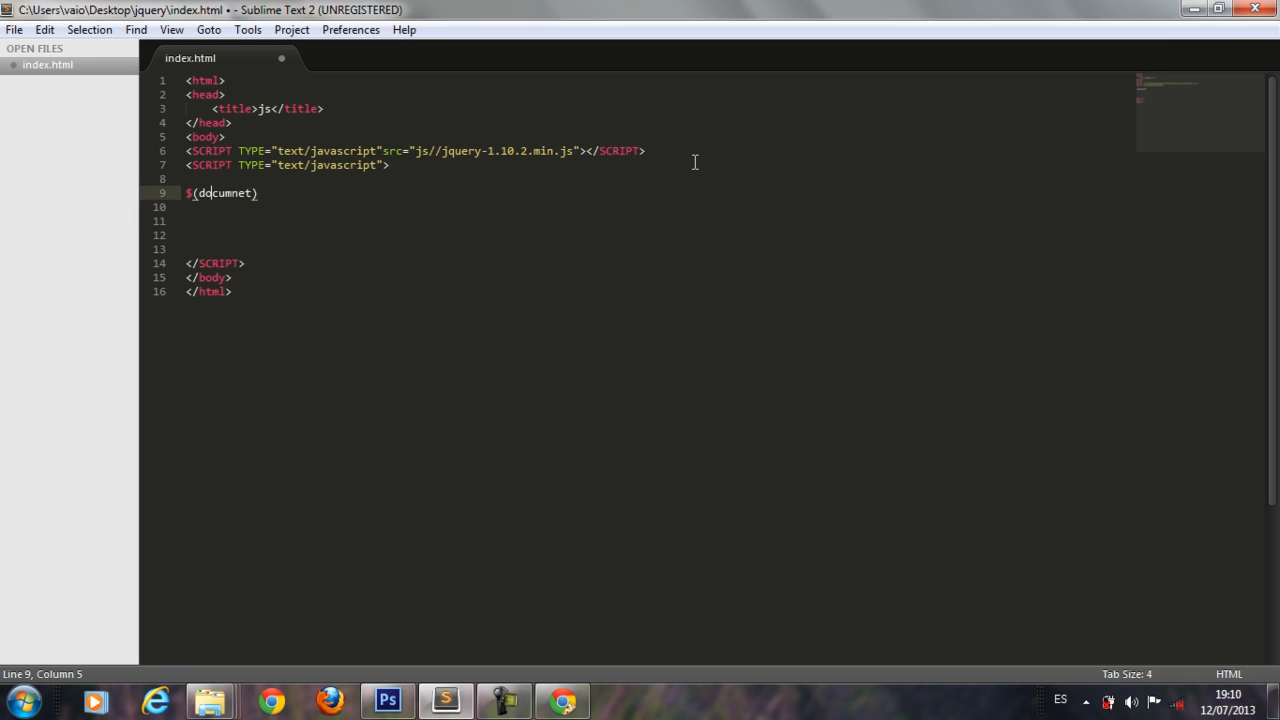 C:\Users\vaio\Desktop\jquery\index.html • - Sublime Text 2 (UNREGISTERED)
File Edit Selection Find View Goto Tools Project Preferences Help
OPEN FILES
index.html
index.html
1 <html>
2 <head>
3 <title>js</title>
4 </head>
5 <body>
6 <SCRIPT TYPE="text/javascript"src="js//jquery-1.10.2.min.js"></SCRIPT>
7 <SCRIPT TYPE="text/javascript">
8
9 $(documnet)
10
11
12
13
14 </SCRIPT>
15 </body>
16 </html>
Line 9, Column 5 Tab Size: 4 HTML
Ps S ES 19:10
12/07/2013